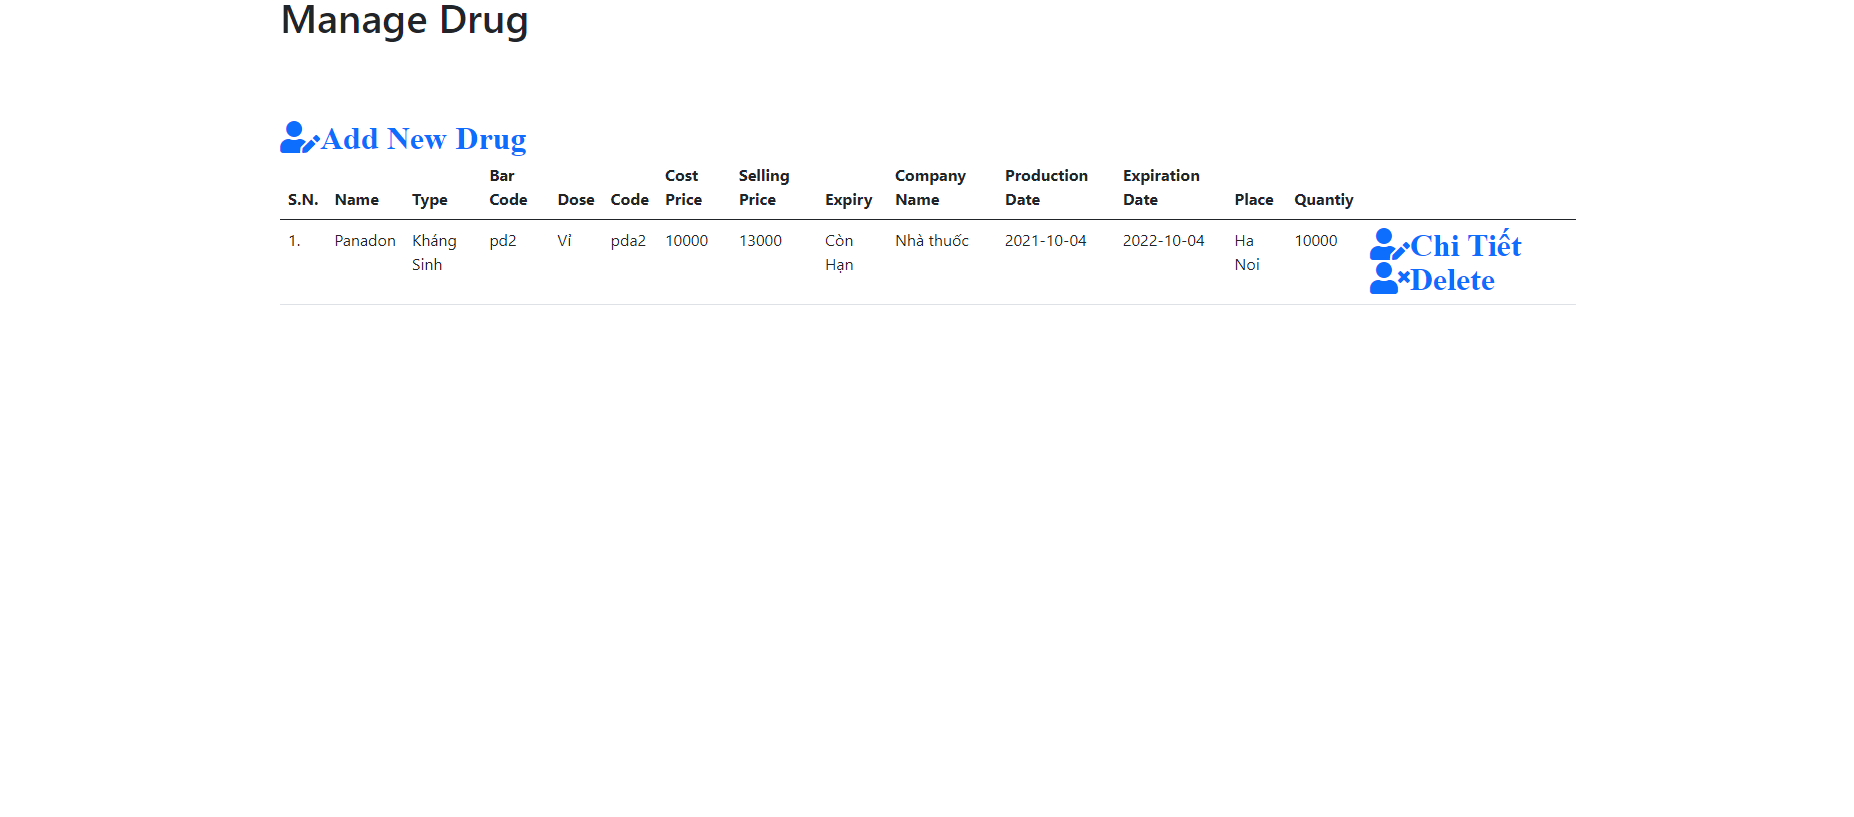 Manage Drug
Add New Drug
S.N. Name Type Bar Code Dose Code Cost Price Selling Price Expiry Company Name Production Date Expiration Date Place Quantiy
1. Panadon Kháng Sinh pd2 Vỉ pda2 10000 13000 Còn Hạn Nhà thuốc 2021-10-04 2022-10-04 Ha Noi 10000 Chi Tiết
Delete